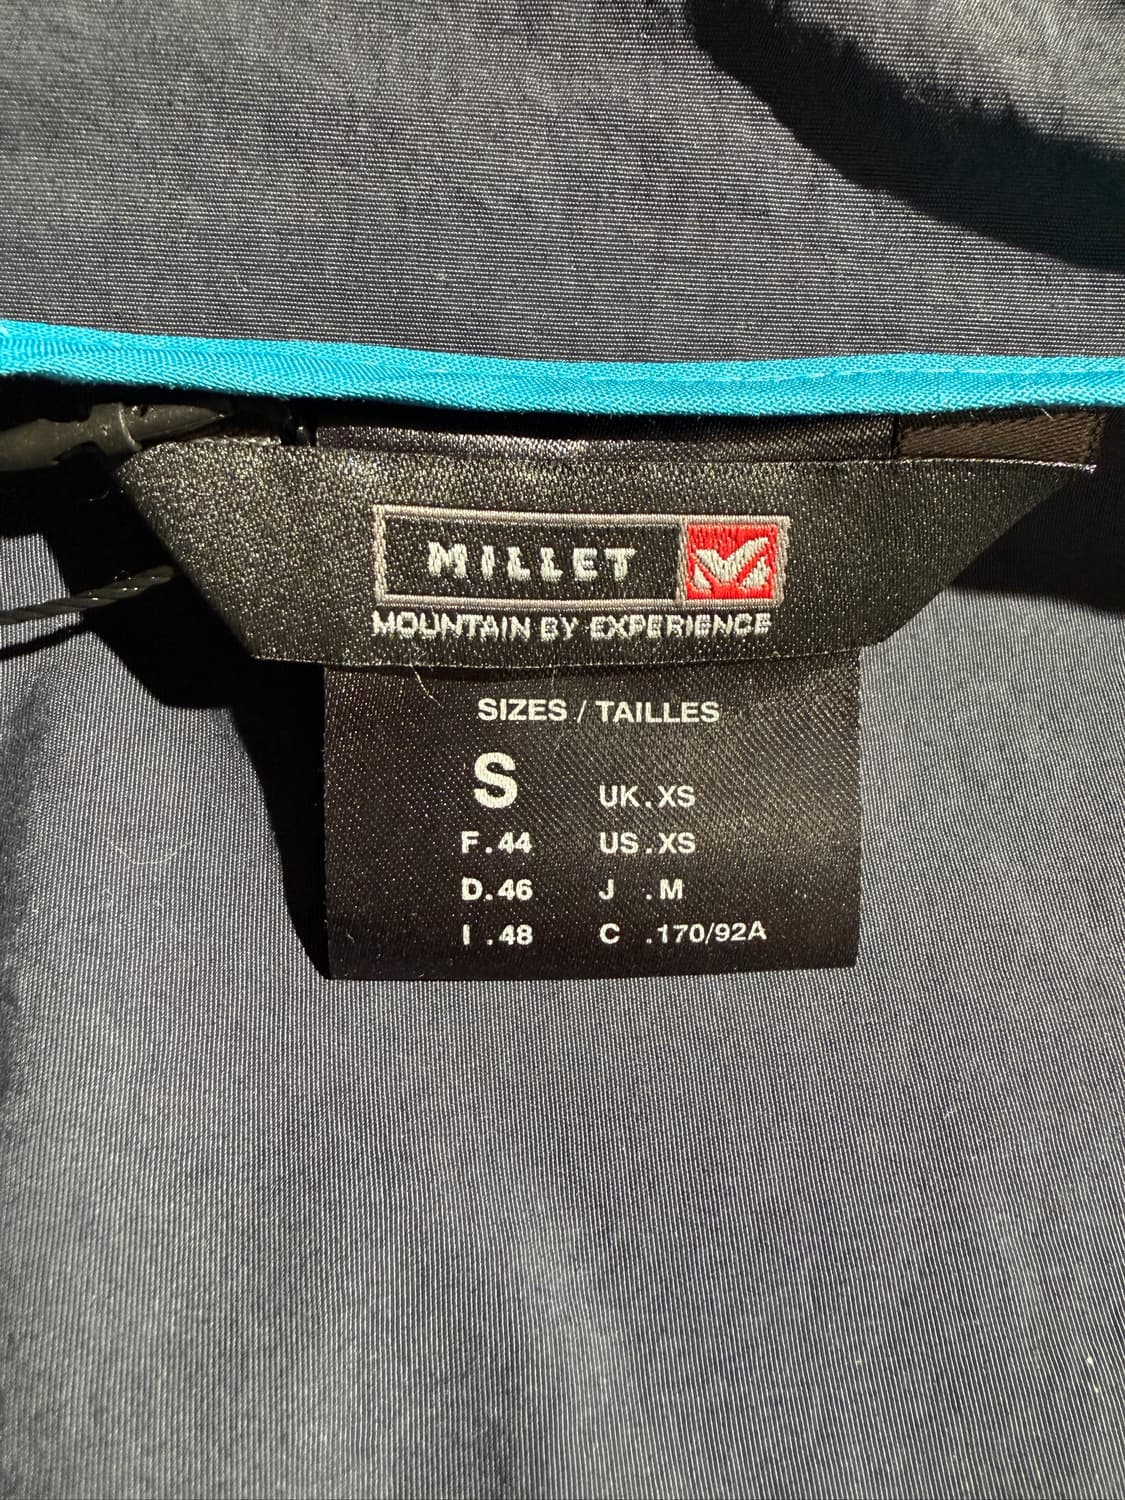 MILLET
MOUNTAIN BY EXPERIENCE
SIZES / TAILLES
S UK.XS
F.44 US.XS
D.46 J .M
I .48 C .170/92A